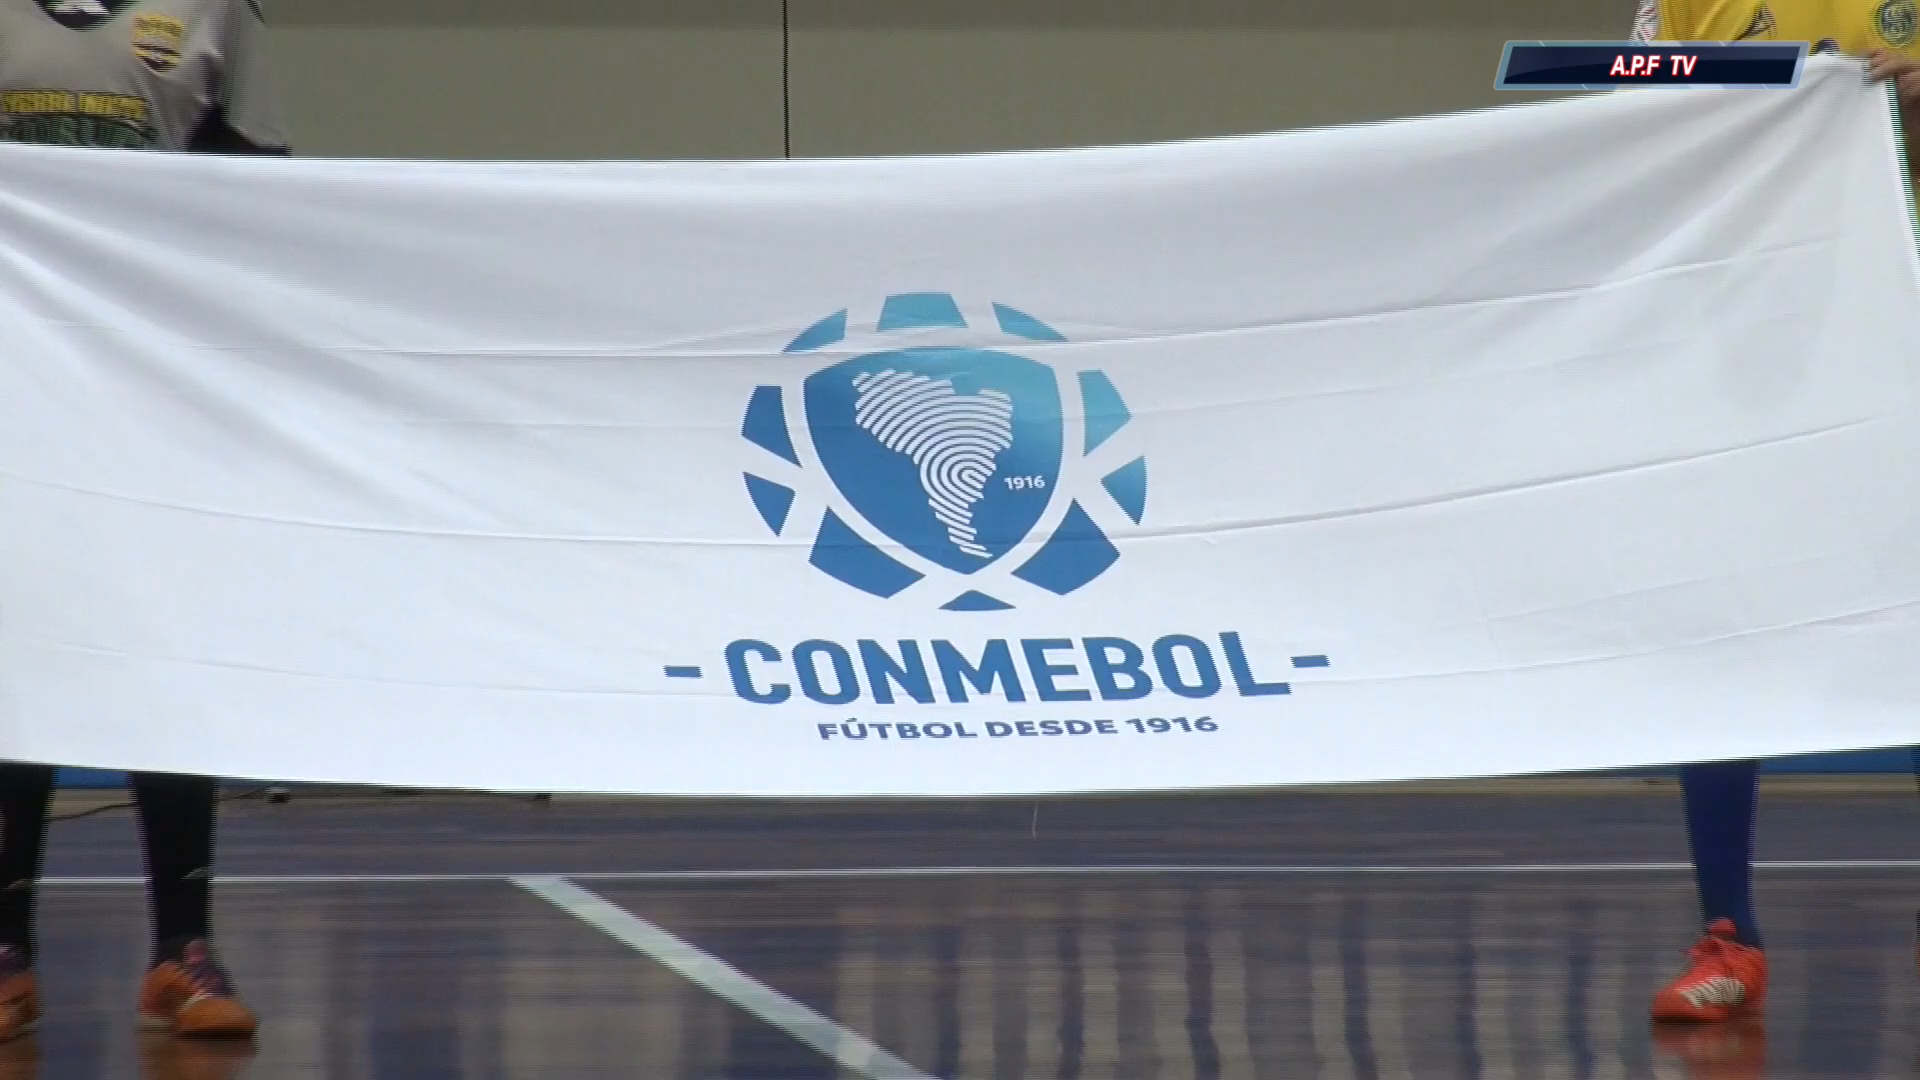 A.P.F TV
1916
-CONMEBOL-
FÚTBOL DESDE 1916